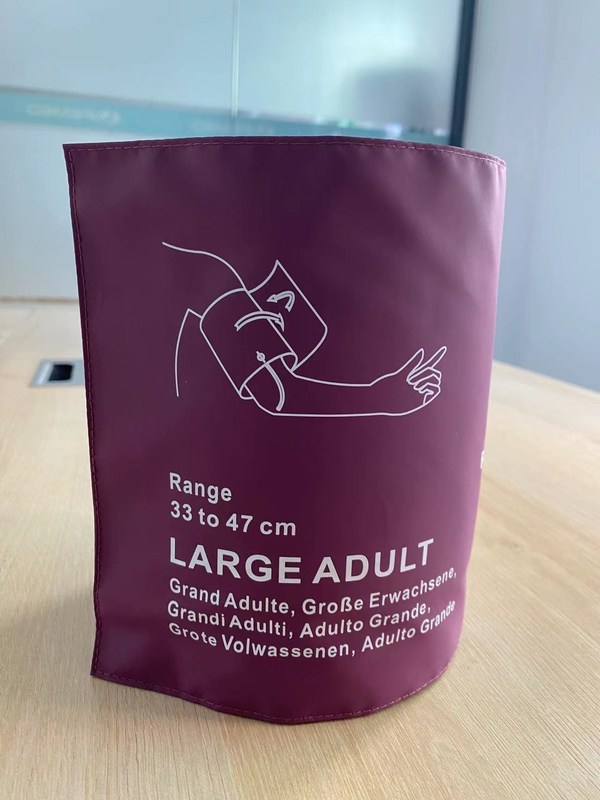 Range
33 to 47 cm
LARGE ADULT
Grand Adulte, Große Erwachsene,
Grandi Adulti, Adulto Grande,
Grote Volwassenen, Adulto Grande